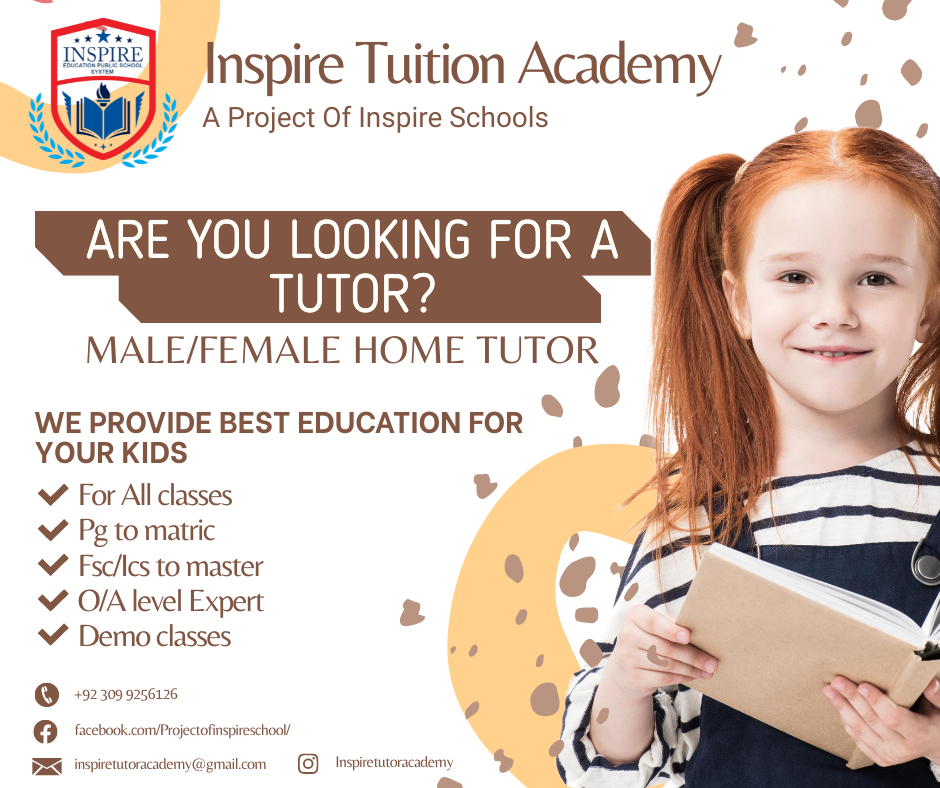 INSPIRE
EDUCATION PUBLIC SCHOOL
SYSTEM
Inspire Tuition Academy
A Project Of Inspire Schools
ARE YOU LOOKING FOR A
TUTOR?
MALE/FEMALE HOME TUTOR
WE PROVIDE BEST EDUCATION FOR
YOUR KIDS
For All classes
Pg to matric
Fsc/Ics to master
O/A level Expert
Demo classes
+92 309 9256126
facebook.com/Projectofinspireschool/
inspiretutoracademy@gmail.com
Inspiretutoracademy